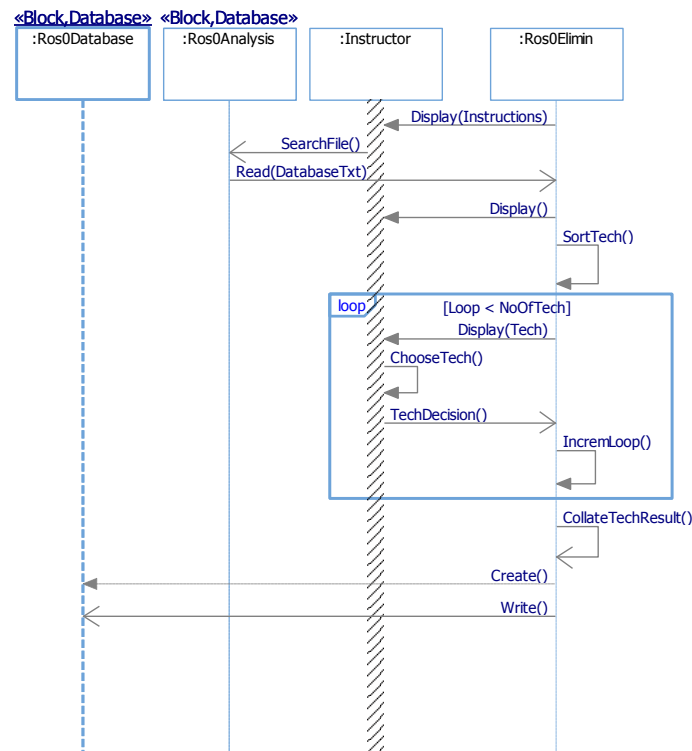 «Block,Database» «Block,Database»
:Ros0Database :Ros0Analysis :Instructor :Ros0Elimin
Display(Instructions)
SearchFile()
Read(DatabaseTxt)
Display()
SortTech()
loop [Loop < NoOfTech]
Display(Tech)
ChooseTech()
TechDecision()
IncremLoop()
CollateTechResult()
Create()
Write()